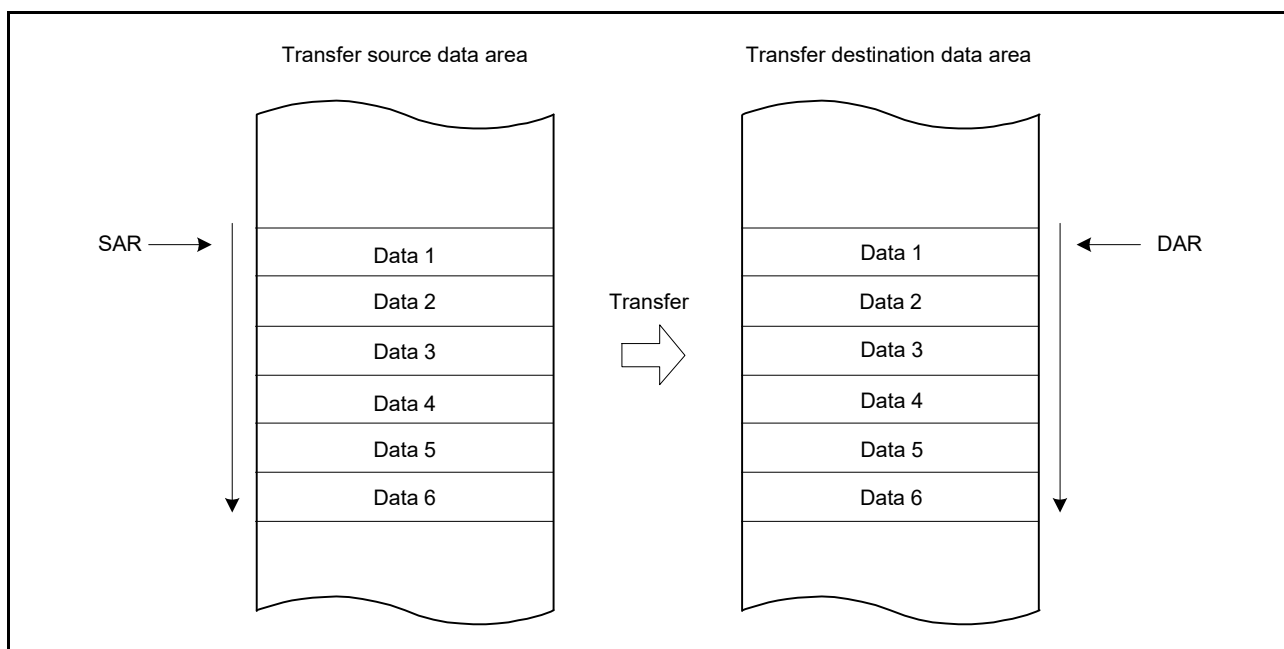 Transfer source data area
Transfer destination data area
SAR
Data 1
Data 2
Data 3
Data 4
Data 5
Data 6
Transfer
Data 1
Data 2
Data 3
Data 4
Data 5
Data 6
DAR